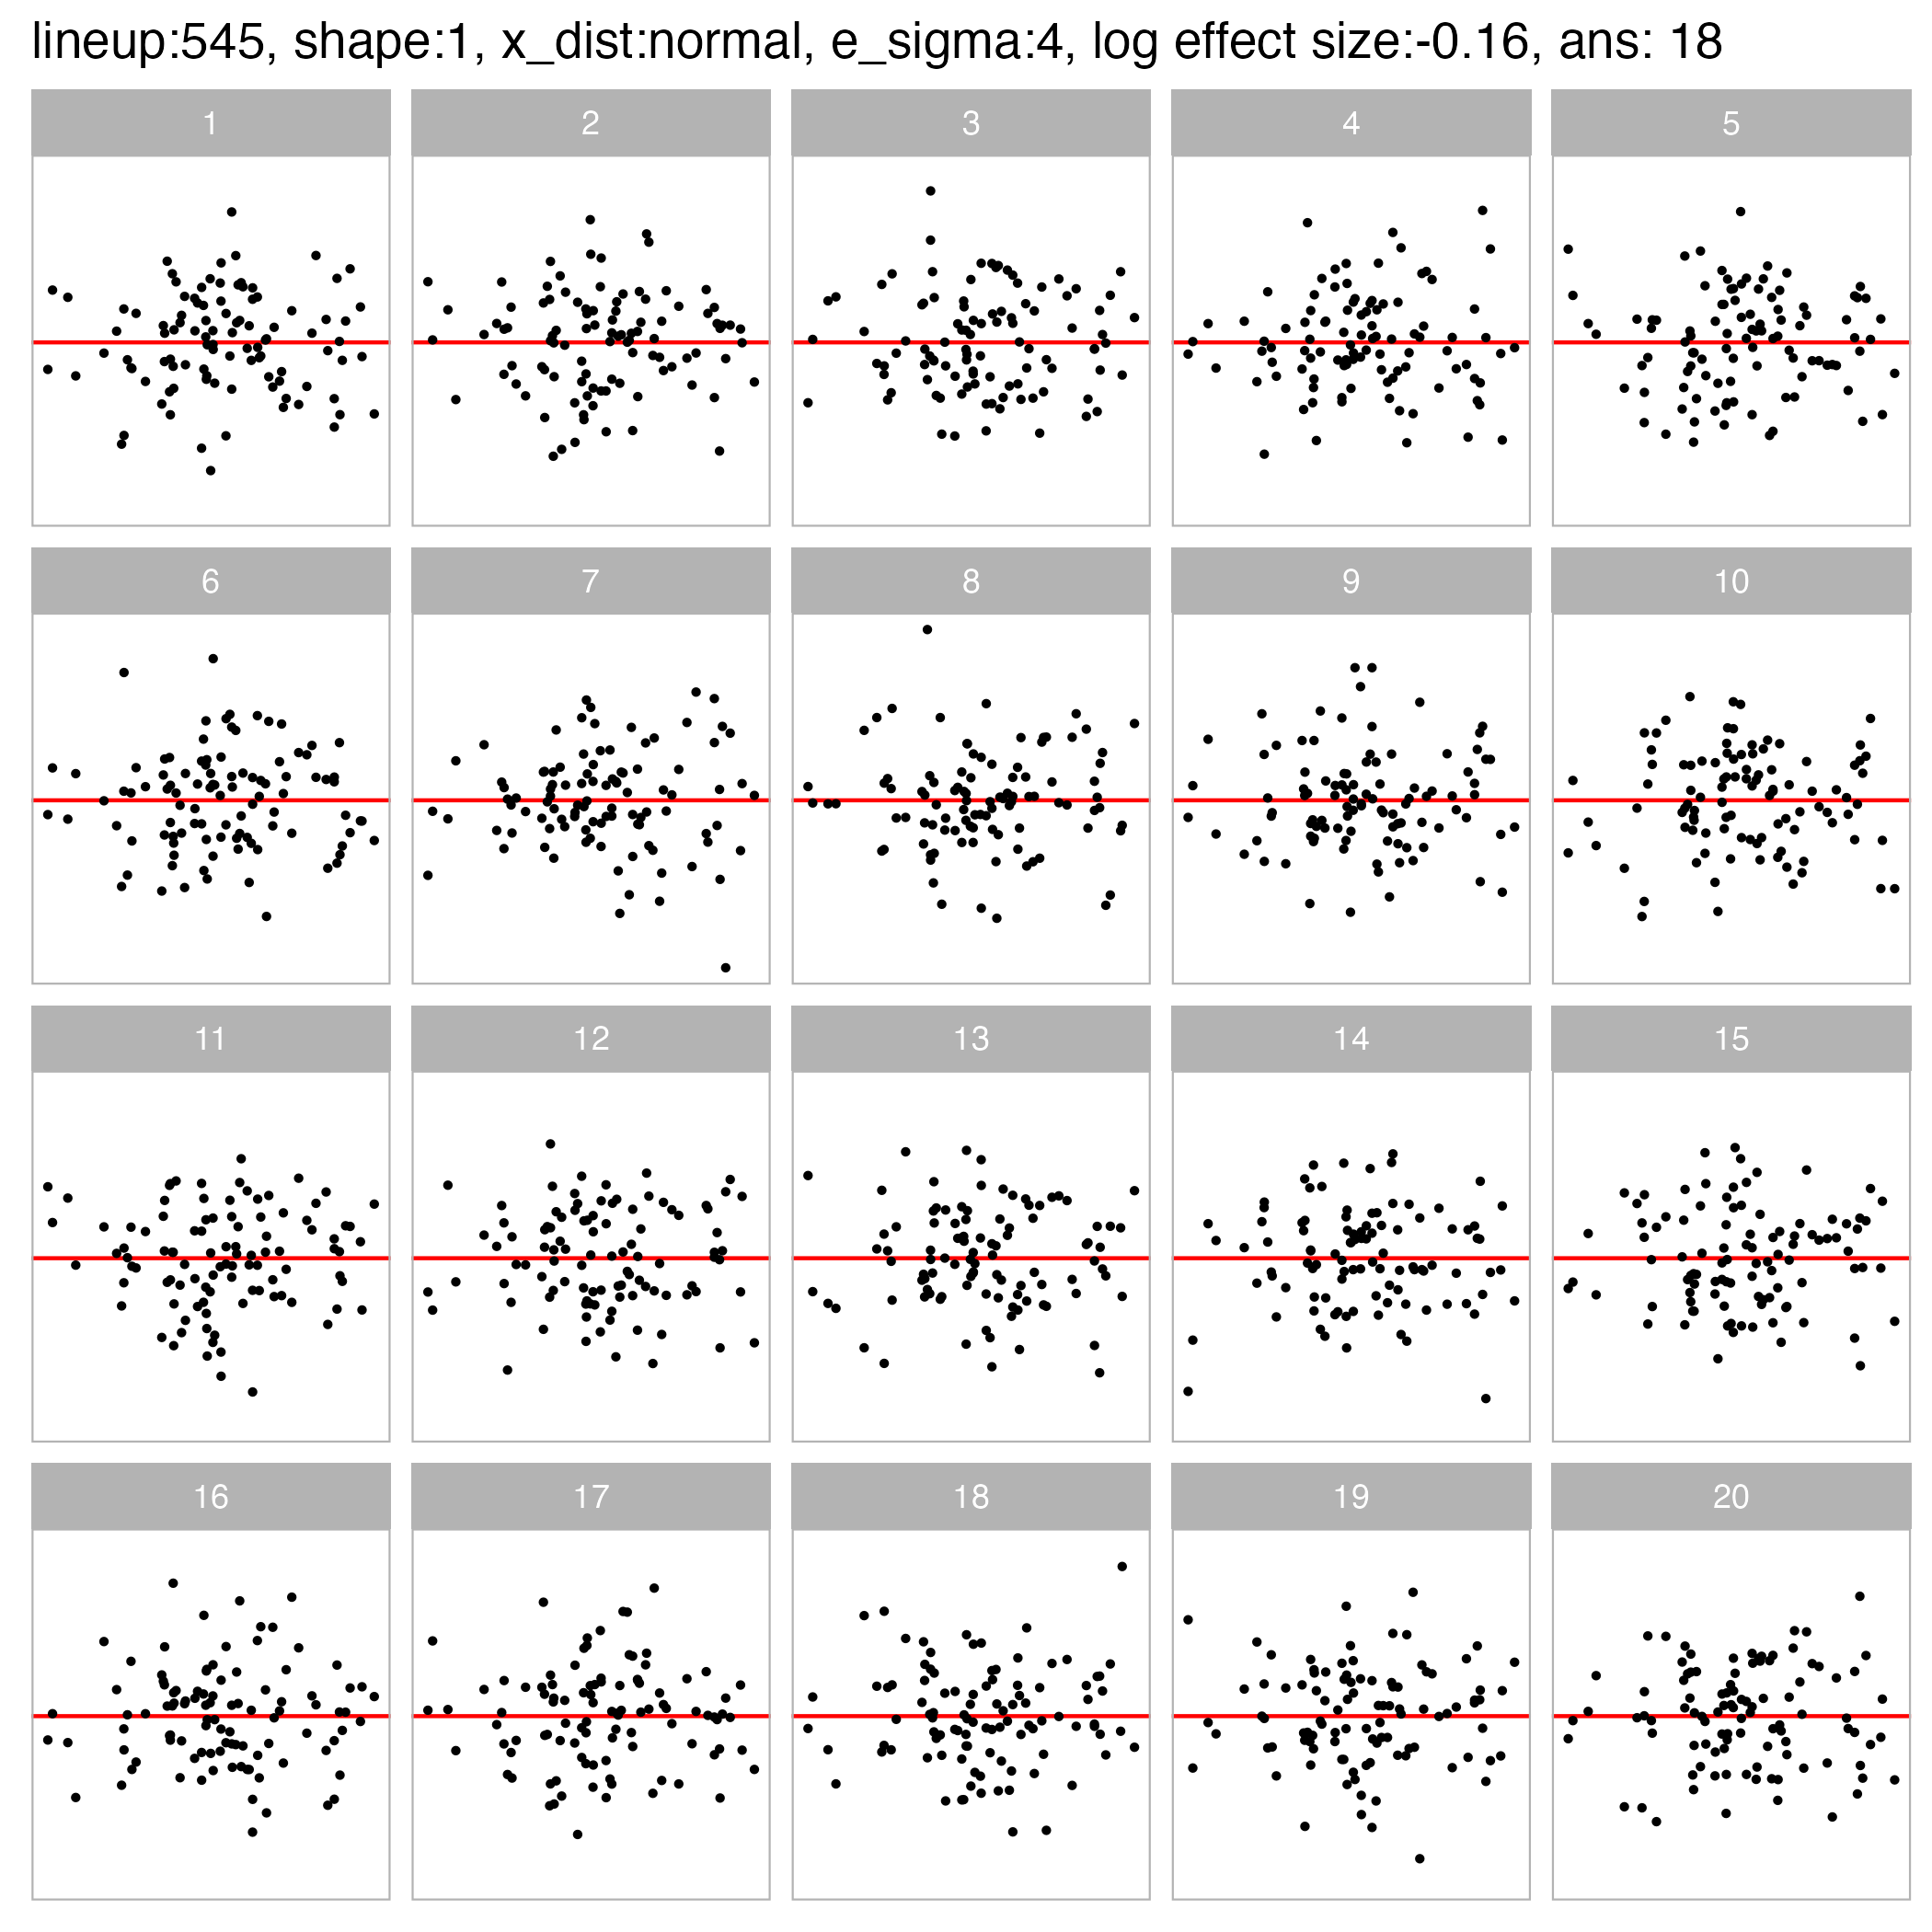 lineup:545, shape:1, x_dist:normal, e_sigma:4, log effect size:-0.16, ans: 18
1 2 3 4 5
6 7 8 9 10
11 12 13 14 15
16 17 18 19 20